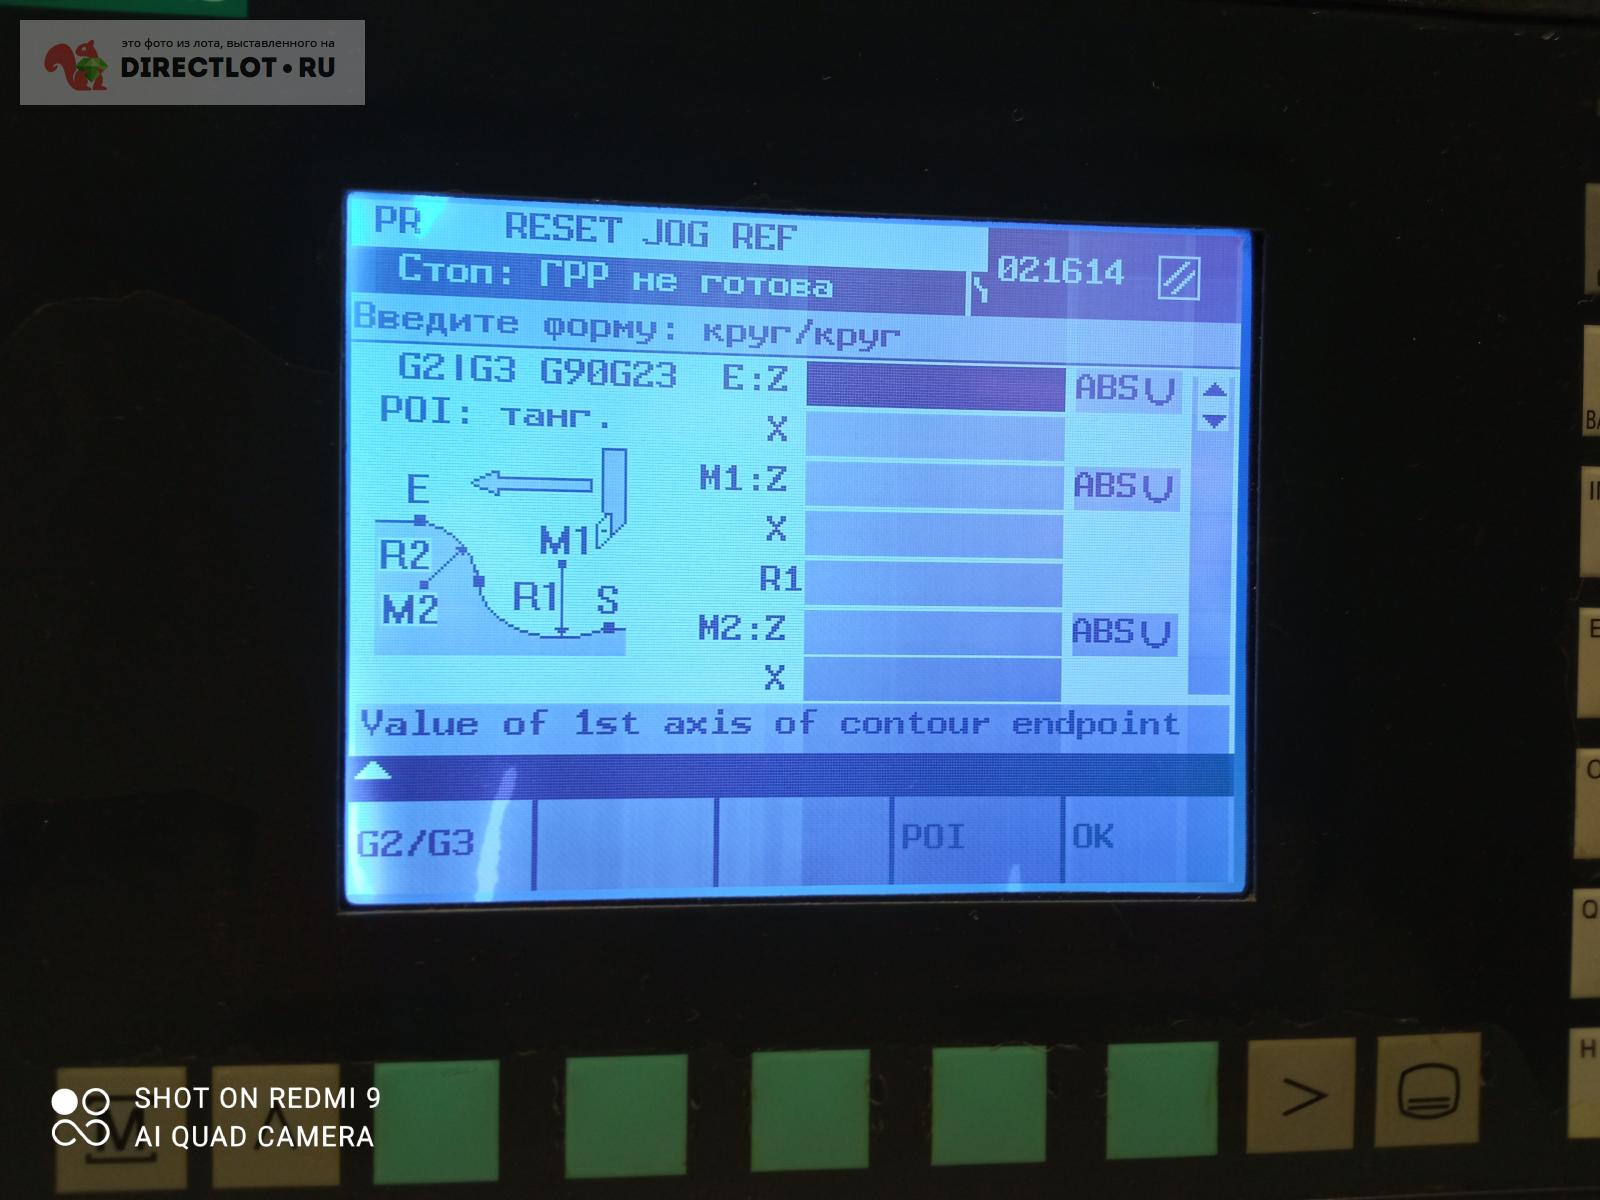 это фото из лота, выставленного на
DIRECTLOT•RU
PR RESET JOG REF
Стоп: ГРР не готова
021614
Введите форму: круг/круг
G2|G3 G90G23
E:Z
ABS
POI: танг.
X
E
M1:Z
ABS
M1
X
R2
R1
R1
S
M2
M2:Z
ABS
X
Value of 1st axis of contour endpoint
G2/G3
POI
OK
M
>
SHOT ON REDMI 9
AI QUAD CAMERA